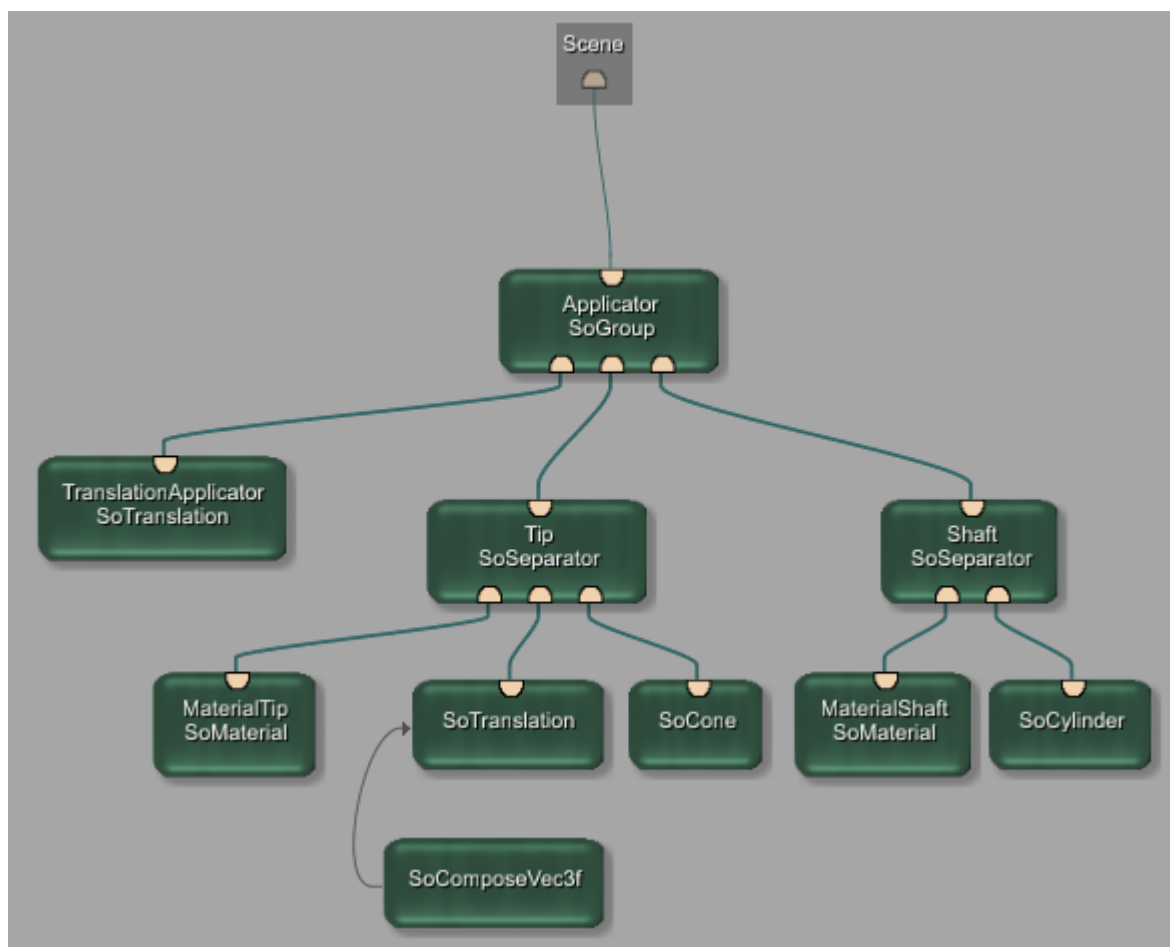 Scene
Applicator
SoGroup
TranslationApplicator
SoTranslation
Tip
SoSeparator
Shaft
SoSeparator
MaterialTip
SoMaterial
SoTranslation
SoCone
MaterialShaft
SoMaterial
SoCylinder
SoComposeVec3f